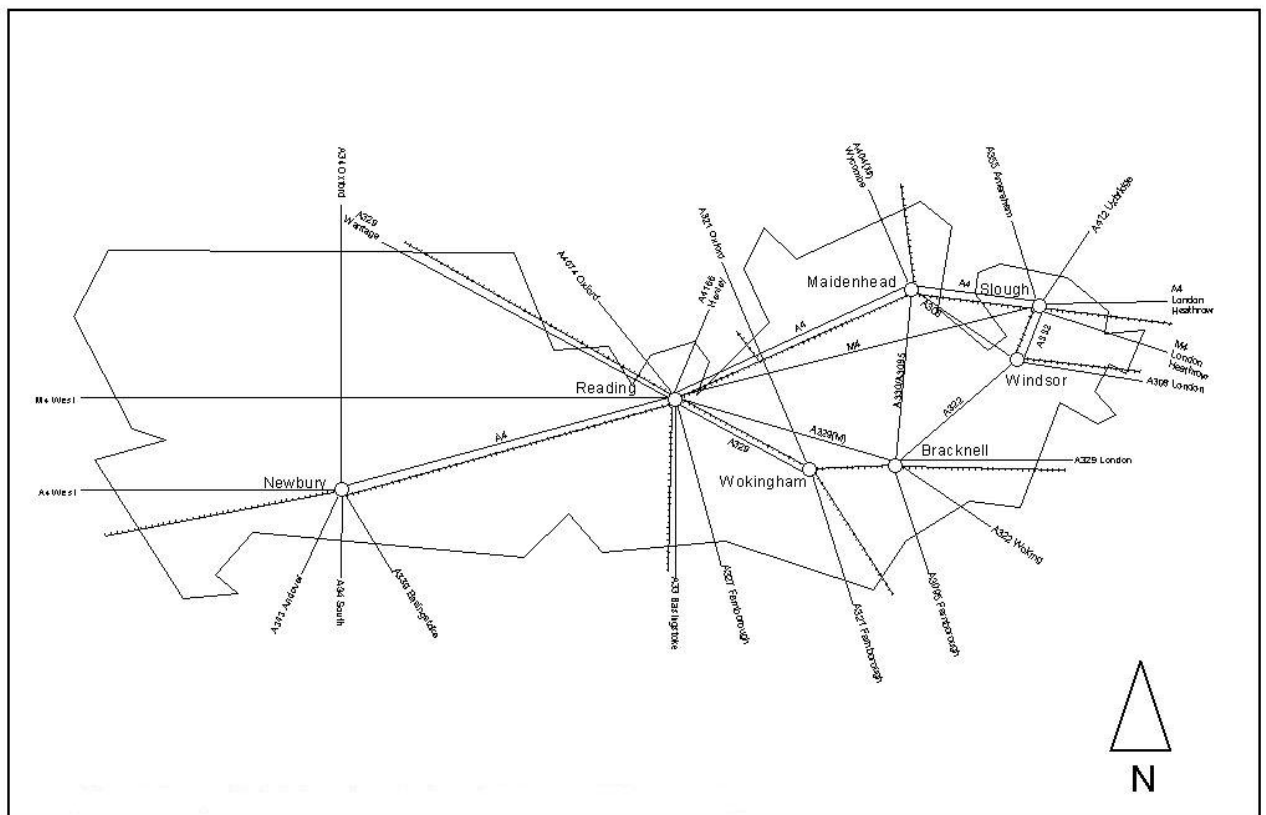 A34 Oxford
A329
Wantage
A4074 Oxford
A4155
Henley
A321 Oxford
A404(M)
Wycombe
A355 Amersham
A412 Uxbridge
Maidenhead
A4
Slough
A4
London
Heathrow
A308
A4
M4
A332
M4
London
Heathrow
Windsor
A308 London
Reading
A330/A3095
A322
M4 West
A4
A329(M)
A329
Bracknell
A329 London
Newbury
Wokingham
A4 West
A322 Woking
A343 Andover
A34 South
A339 Basingstoke
A33 Basingstoke
A327 Farnborough
A321 Farnborough
A3095 Farnborough
N